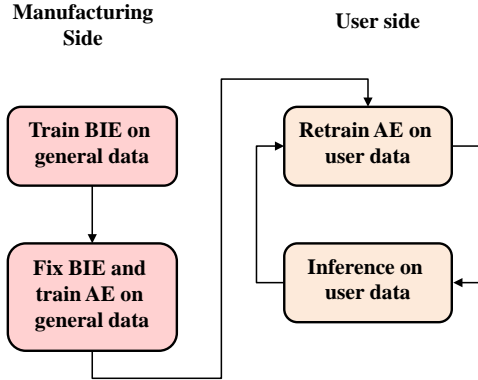 Manufacturing
Side
User side
Train BIE on
general data
Retrain AE on
user data
Fix BIE and
train AE on
general data
Inference on
user data